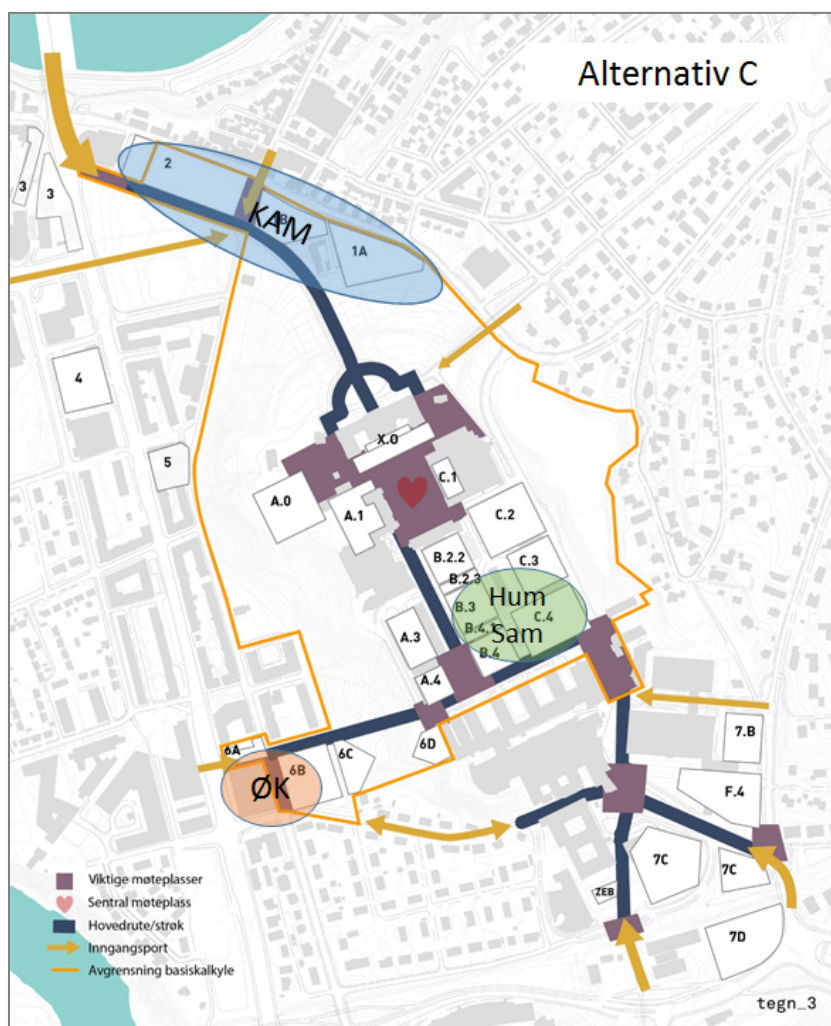 Alternativ C
2
3
3
KAM
1A
4
X.O
5
C.1
A.0
A.1
C.2
B.2.2
C.3
B.2.3
Hum
B.3
C.4
Sam
A.3
B.4
A.4
6A
6C
6D
6B
ØK
7.B
F.4
7C
7C
ZEB
7D
Viktige møteplasser
Sentral møteplass
Hovedrute/strøk
Inngangsport
Avgrensning basiskalkyle
tegn_3